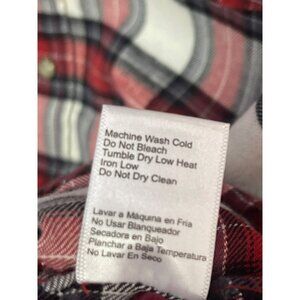 Machine Wash Cold
Do Not Bleach
Tumble Dry Low Heat
Iron Low
Do Not Dry Clean
Lavar a Máquina en Fria
No Usar Blanqueador
Secadora en Bajo
Planchar a Baja Temperatura
No Lavar En Seco